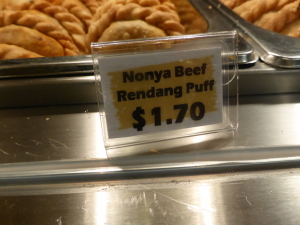 Nonya Beef
Rendang Puff
$1.70